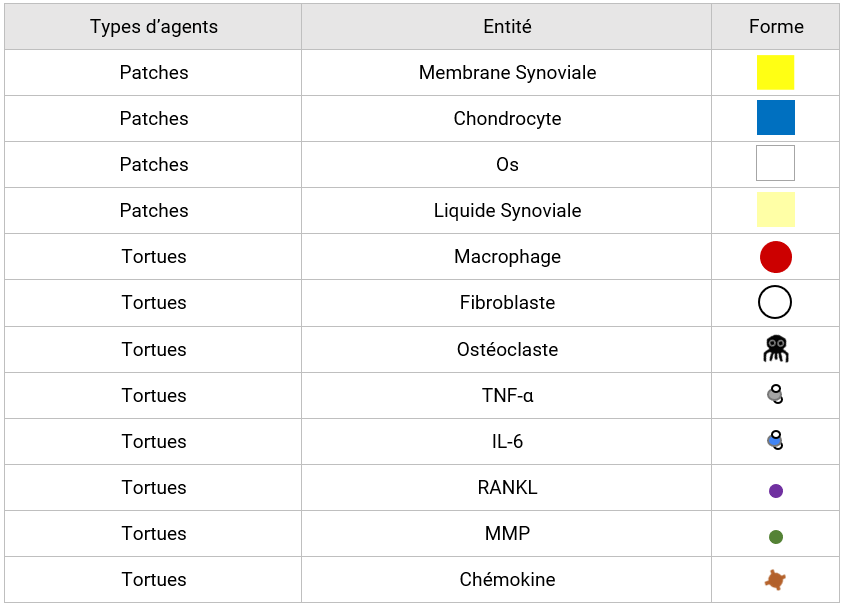 Types d’agents Entité Forme
Patches Membrane Synoviale
Patches Chondrocyte
Patches Os
Patches Liquide Synoviale
Tortues Macrophage
Tortues Fibroblaste
Tortues Ostéoclaste
Tortues TNF-α
Tortues IL-6
Tortues RANKL
Tortues MMP
Tortues Chémokine